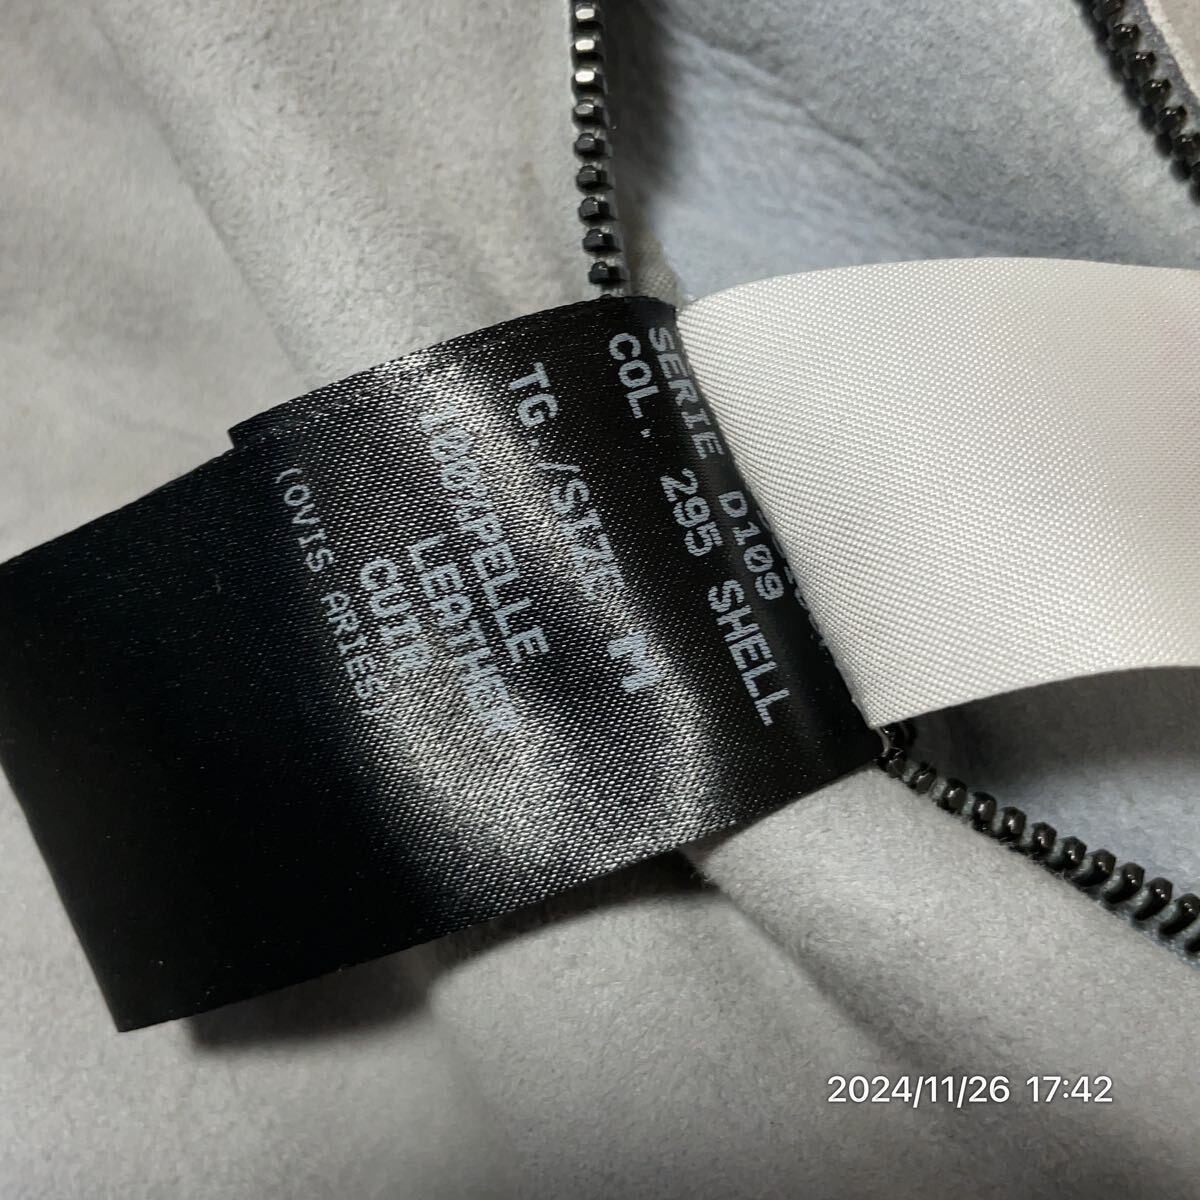 SERIE D109
COL. 295 SHELL
TG./SIZE M
100%PELLE
LEATHER
CUIR
(OVIS ARIES
2024/11/26 17:42